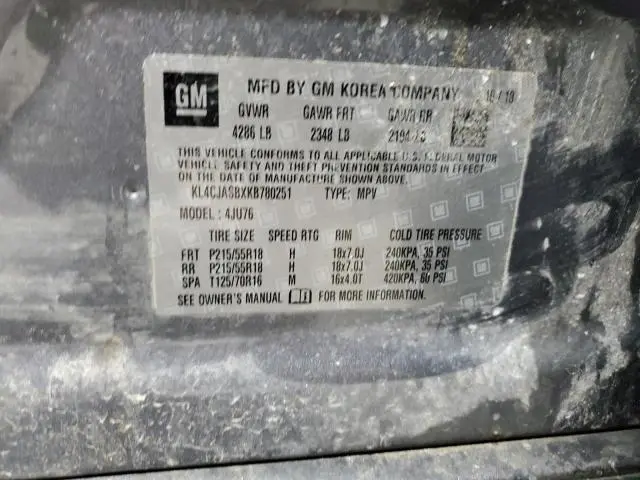 GM MFD BY GM KOREA COMPANY 10/18
GVWR GAWR FRT GAWR RR
4286 LB 2348 LB
THIS VEHICLE CONFORMS TO ALL APPLICABLE U.S. FEDERAL MOTOR
VEHICLE SAFETY AND THEFT PREVENTION STANDARDS IN EFFECT
ON THE DATE OF MANUFACTURE SHOWN ABOVE.
KL4CJASBXKB780251 TYPE: MPV
MODEL: 4JU76
TIRE SIZE SPEED RTG RIM COLD TIRE PRESSURE
FRT P215/55R18 H 18x7.0J 240KPA, 35 PSI
RR P215/55R18 H 18x7.0J 240KPA, 35 PSI
SPA T125/70R16 M 16x4.0T 420KPA, 60 PSI
SEE OWNER'S MANUAL FOR MORE INFORMATION.